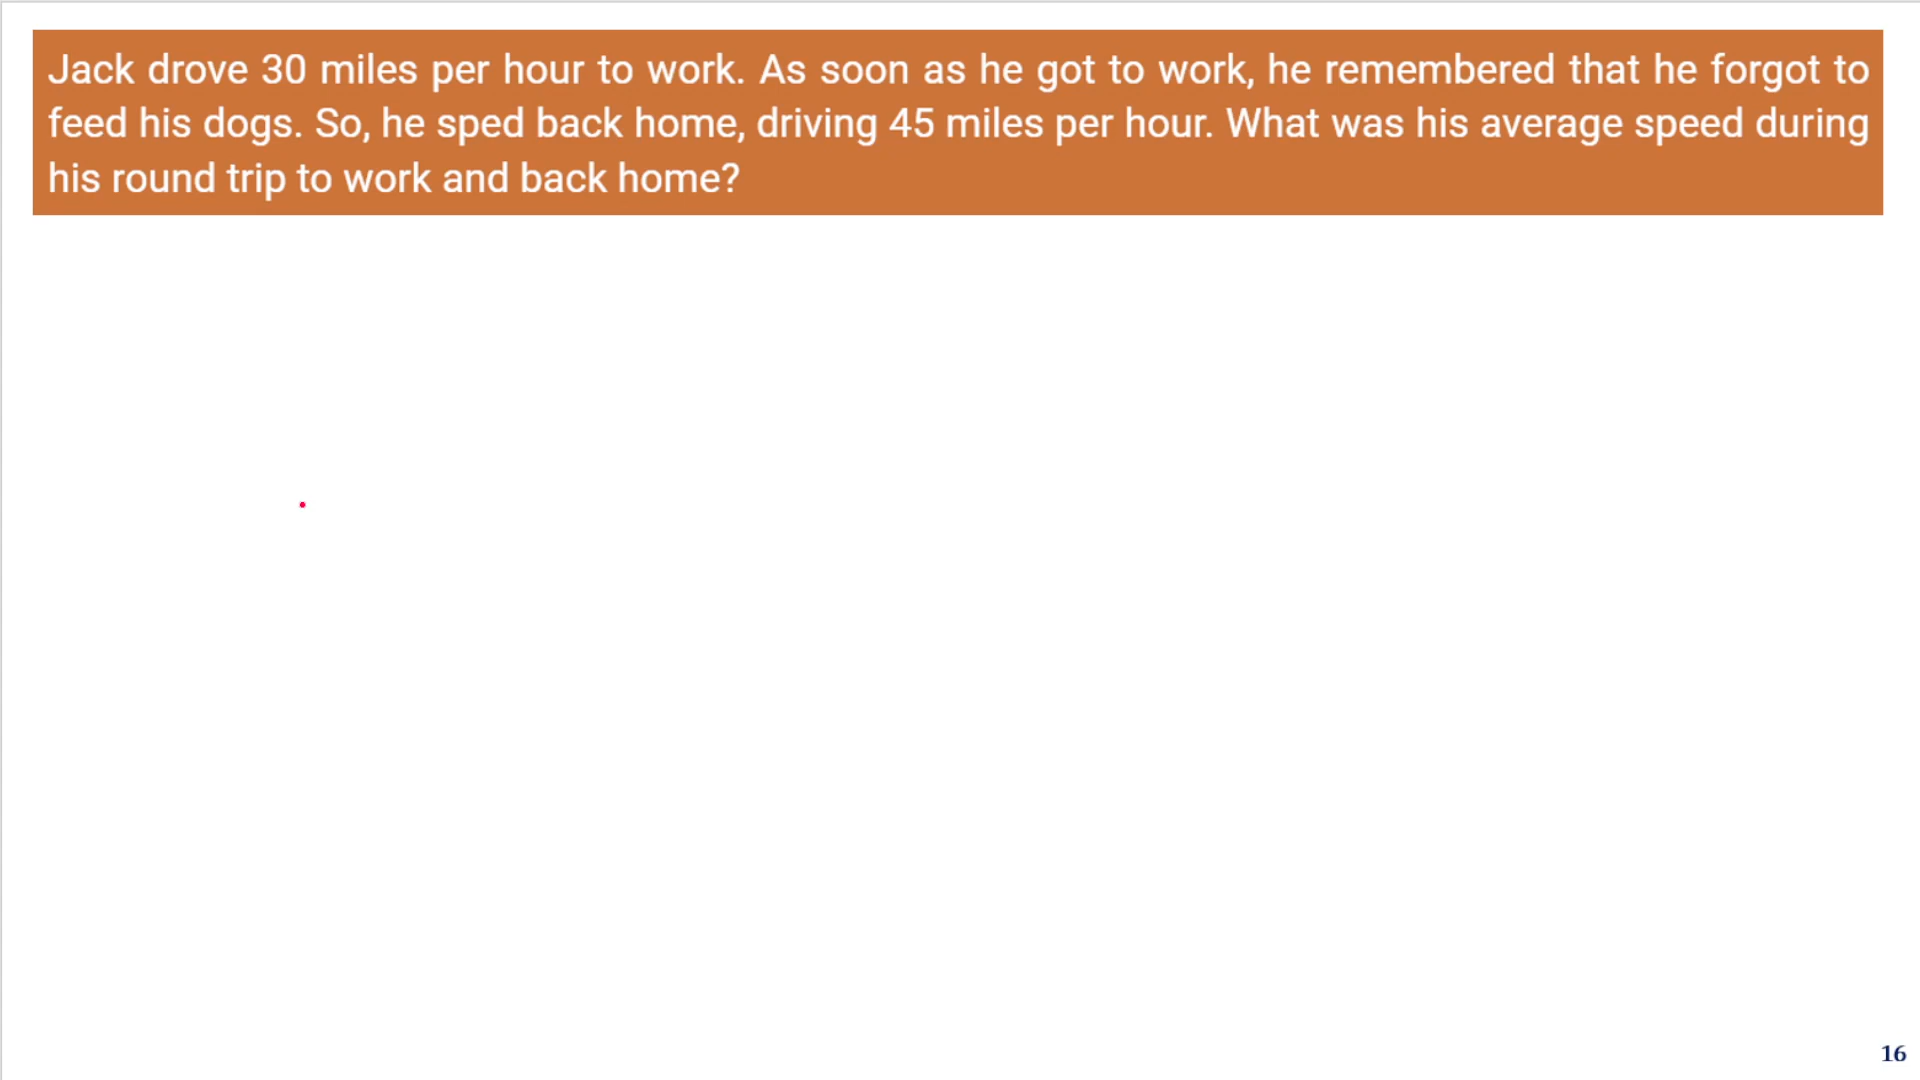 Jack drove 30 miles per hour to work. As soon as he got to work, he remembered that he forgot to
feed his dogs. So, he sped back home, driving 45 miles per hour. What was his average speed during
his round trip to work and back home?
16